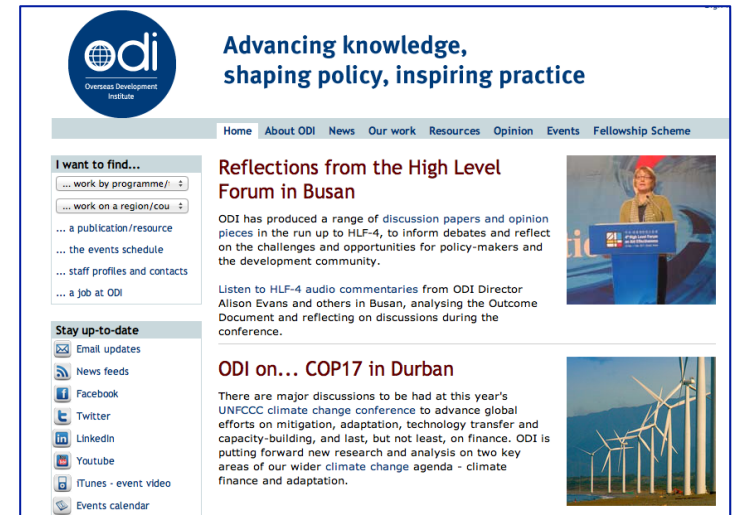 odi
Overseas Development
Institute
Advancing knowledge,
shaping policy, inspiring practice
Home About ODI News Our work Resources Opinion Events Fellowship Scheme
I want to find...
... work by programme/
... work on a region/cou
... a publication/resource
... the events schedule
... staff profiles and contacts
... a job at ODI
Stay up-to-date
Email updates
News feeds
Facebook
Twitter
LinkedIn
Youtube
iTunes - event video
Events calendar
Reflections from the High Level
Forum in Busan
ODI has produced a range of discussion papers and opinion
pieces in the run up to HLF-4, to inform debates and reflect
on the challenges and opportunities for policy-makers and
the development community.
Listen to HLF-4 audio commentaries from ODI Director
Alison Evans and others in Busan, analysing the Outcome
Document and reflecting on discussions during the
conference.
ODI on... COP17 in Durban
There are major discussions to be had at this year's
UNFCCC climate change conference to advance global
efforts on mitigation, adaptation, technology transfer and
capacity-building, and last, but not least, on finance. ODI is
putting forward new research and analysis on two key
areas of our wider climate change agenda - climate
finance and adaptation.